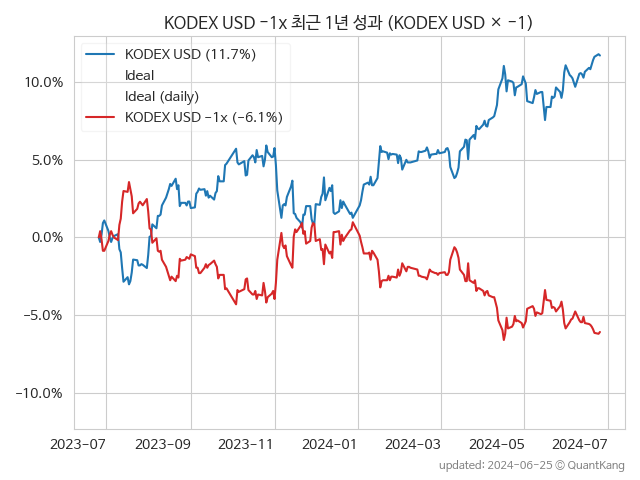 KODEX USD −1x 최근 1년 성과 (KODEX USD × −1)
KODEX USD (11.7%)
Ideal
Ideal (daily)
KODEX USD −1x (−6.1%)
10.0%
5.0%
0.0%
−5.0%
−10.0%
2023−07 2023−09 2023−11 2024−01 2024−03 2024−05 2024−07
updated: 2024−06−25 © QuantKang